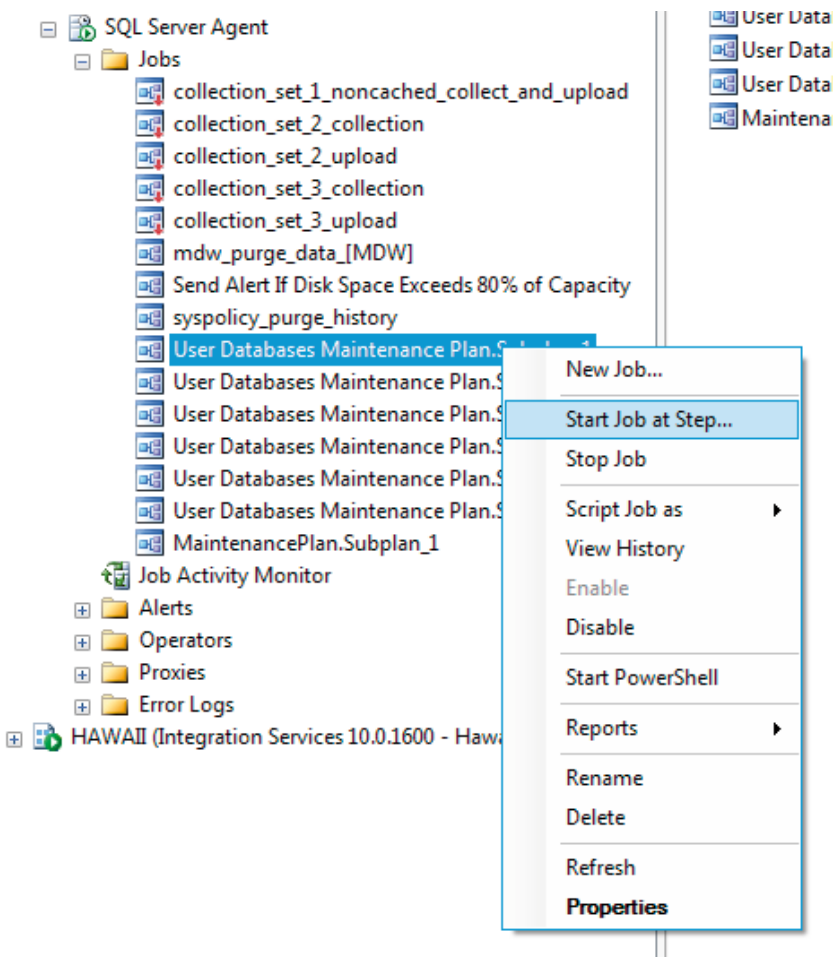 SQL Server Agent
Jobs
collection_set_1_noncached_collect_and_upload
collection_set_2_collection
collection_set_2_upload
collection_set_3_collection
collection_set_3_upload
mdw_purge_data_[MDW]
Send Alert If Disk Space Exceeds 80% of Capacity
syspolicy_purge_history
User Databases Maintenance Plan.Subplan_1
User Databases Maintenance Plan.S
User Databases Maintenance Plan.S
User Databases Maintenance Plan.S
User Databases Maintenance Plan.S
User Databases Maintenance Plan.S
MaintenancePlan.Subplan_1
Job Activity Monitor
Alerts
Operators
Proxies
Error Logs
HAWAII (Integration Services 10.0.1600 - Hawa
User Data
User Data
User Data
Maintena
New Job...
Start Job at Step...
Stop Job
Script Job as
View History
Enable
Disable
Start PowerShell
Reports
Rename
Delete
Refresh
Properties